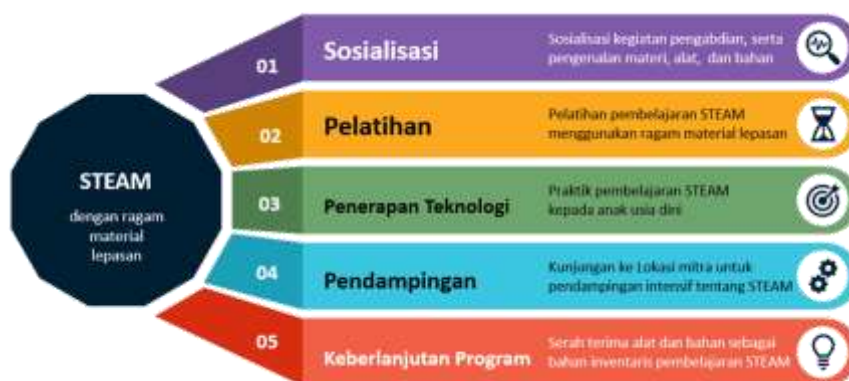 STEAM
dengan ragam
material
lepasan
01
Sosialisasi
Sosialisasi kegiatan pengabdian, serta
pengenalan materi, alat, dan bahan
02
Pelatihan
Pelatihan pembelajaran STEAM
menggunakan ragam material lepasan
03
Penerapan Teknologi
Praktik pembelajaran STEAM
kepada anak usia dini
04
Pendampingan
Kunjungan ke Lokasi mitra untuk
pendampingan intensif tentang STEAM
05
Keberlanjutan Program
Serah terima alat dan bahan sebagai
bahan inventaris pembelajaran STEAM